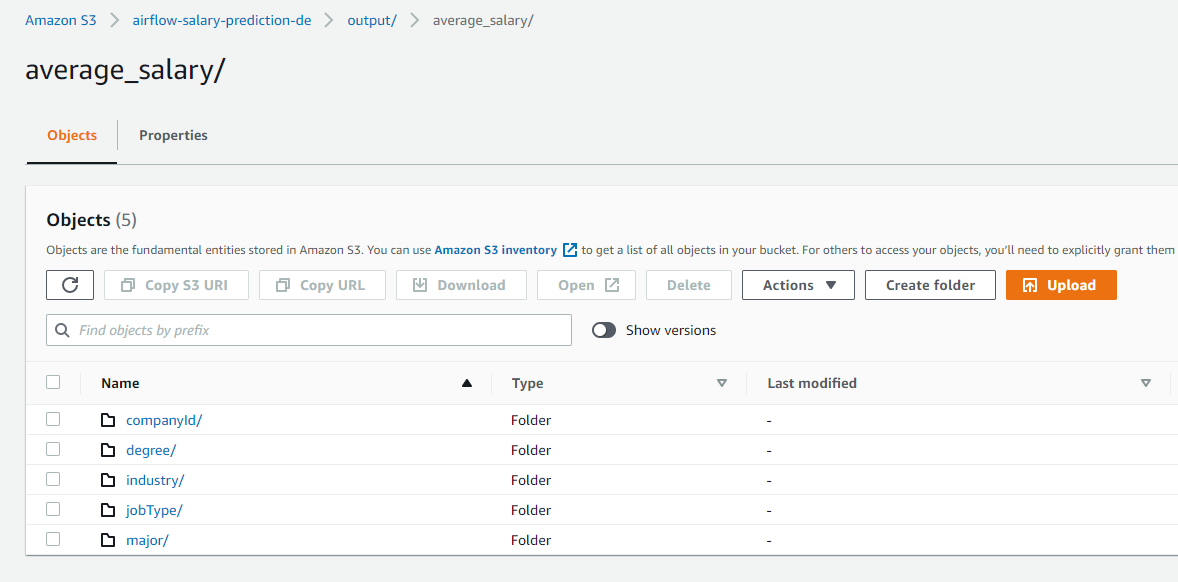 Amazon S3 > airflow-salary-prediction-de > output/ > average_salary/
average_salary/
Objects Properties
Objects (5)
Objects are the fundamental entities stored in Amazon S3. You can use Amazon S3 inventory to get a list of all objects in your bucket. For others to access your objects, you'll need to explicitly grant them
Copy S3 URI Copy URL Download Open Delete Actions Create folder Upload
Find objects by prefix Show versions
Name Type Last modified
companyId/ Folder -
degree/ Folder -
industry/ Folder -
jobType/ Folder -
major/ Folder -